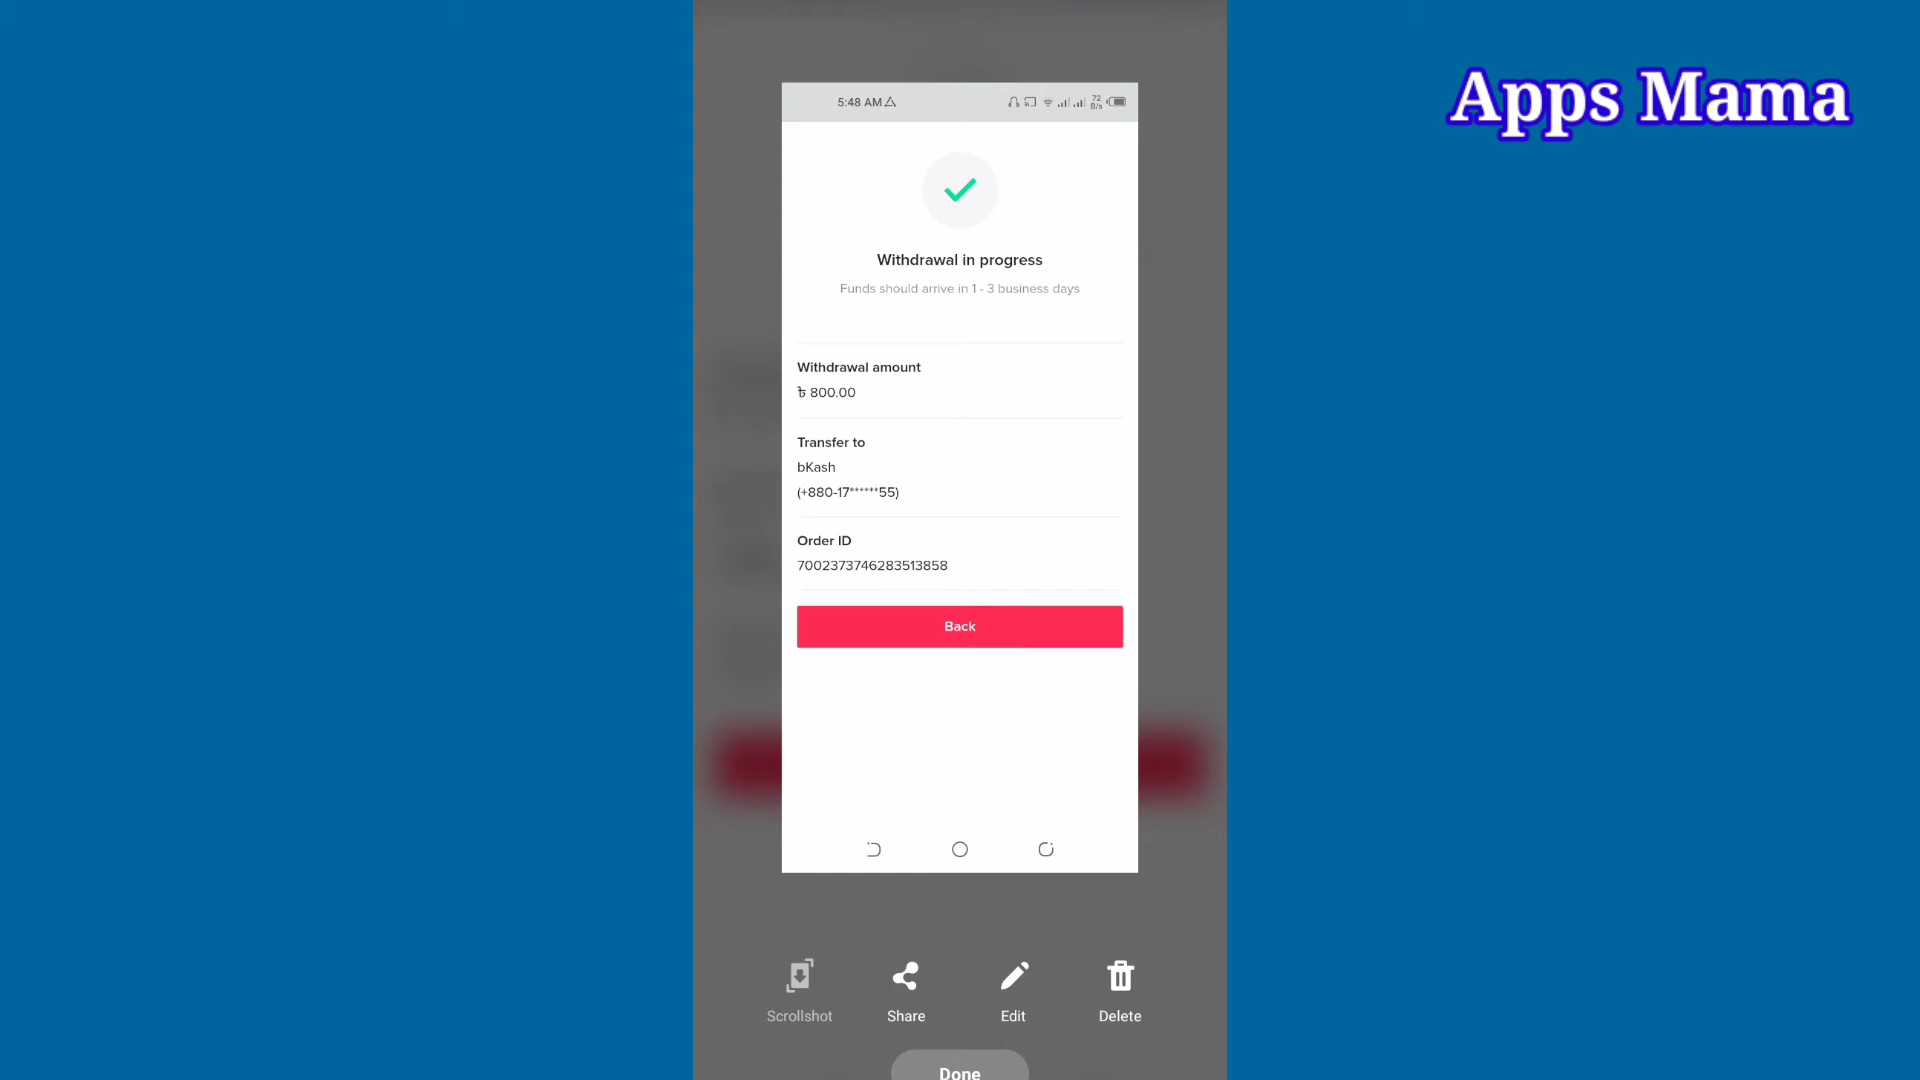 Apps Mama
5:48 AM
72
B/s
Withdrawal in progress
Funds should arrive in 1 - 3 business days
Withdrawal amount
৳ 800.00
Transfer to
bKash
(+880-17******55)
Order ID
7002373746283513858
Back
Scrollshot Share Edit Delete
Done